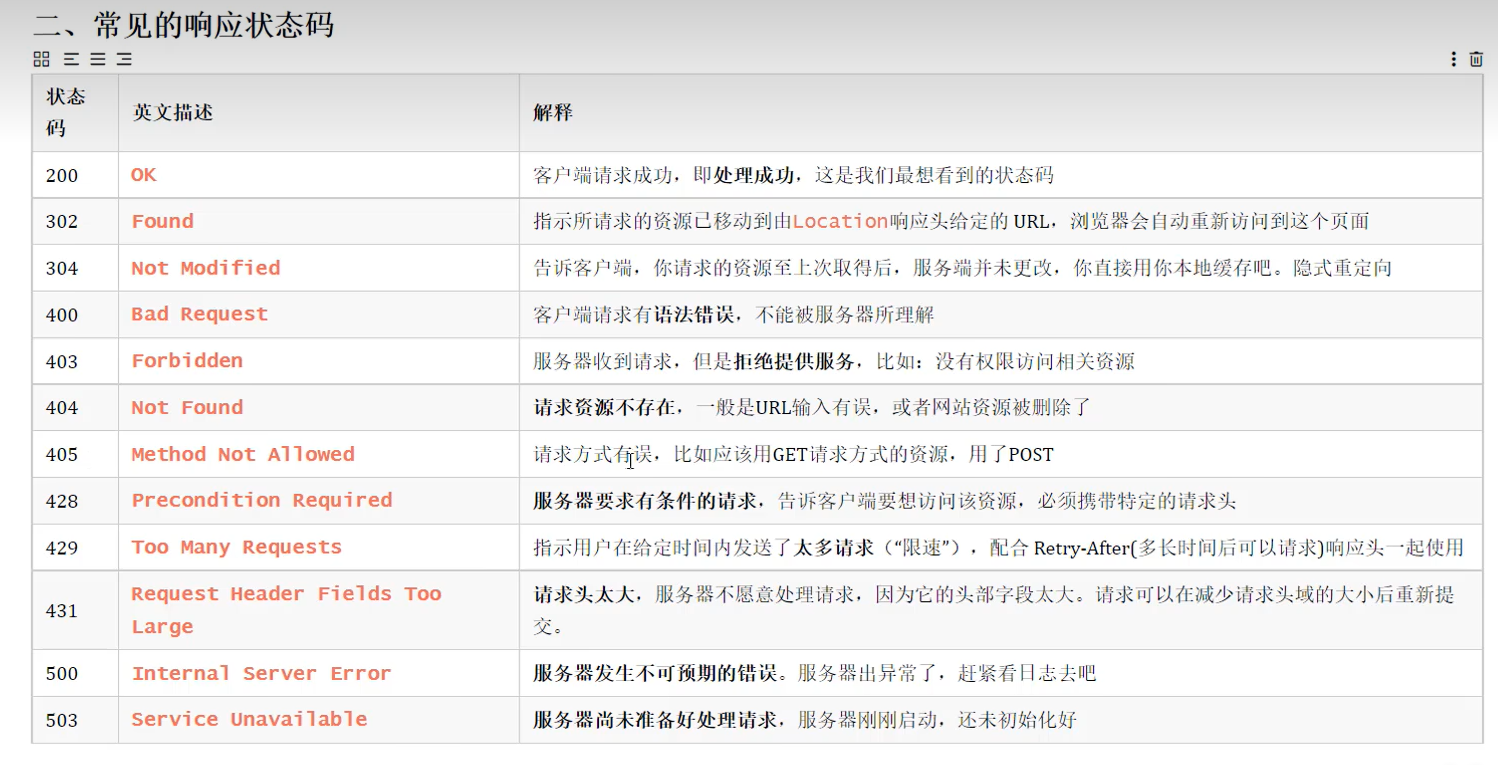 二、常见的响应状态码
状态
码
英文描述
解释
200
OK
客户端请求成功，即处理成功，这是我们最想看到的状态码
302
Found
指示所请求的资源已移动到由Location响应头给定的 URL，浏览器会自动重新访问到这个页面
304
Not Modified
告诉客户端，你请求的资源至上次取得后，服务端并未更改，你直接用你本地缓存吧。隐式重定向
400
Bad Request
客户端请求有语法错误，不能被服务器所理解
403
Forbidden
服务器收到请求，但是拒绝提供服务，比如：没有权限访问相关资源
404
Not Found
请求资源不存在，一般是URL输入有误，或者网站资源被删除了
405
Method Not Allowed
请求方式有误，比如应该用GET请求方式的资源，用了POST
428
Precondition Required
服务器要求有条件的请求，告诉客户端要想访问该资源，必须携带特定的请求头
429
Too Many Requests
指示用户在给定时间内发送了太多请求（“限速”），配合 Retry-After(多长时间后可以请求)响应头一起使用
431
Request Header Fields Too
Large
请求头太大，服务器不愿意处理请求，因为它的头部字段太大。请求可以在减少请求头域的大小后重新提
交。
500
Internal Server Error
服务器发生不可预期的错误。服务器出异常了，赶紧看日志去吧
503
Service Unavailable
服务器尚未准备好处理请求，服务器刚刚启动，还未初始化好